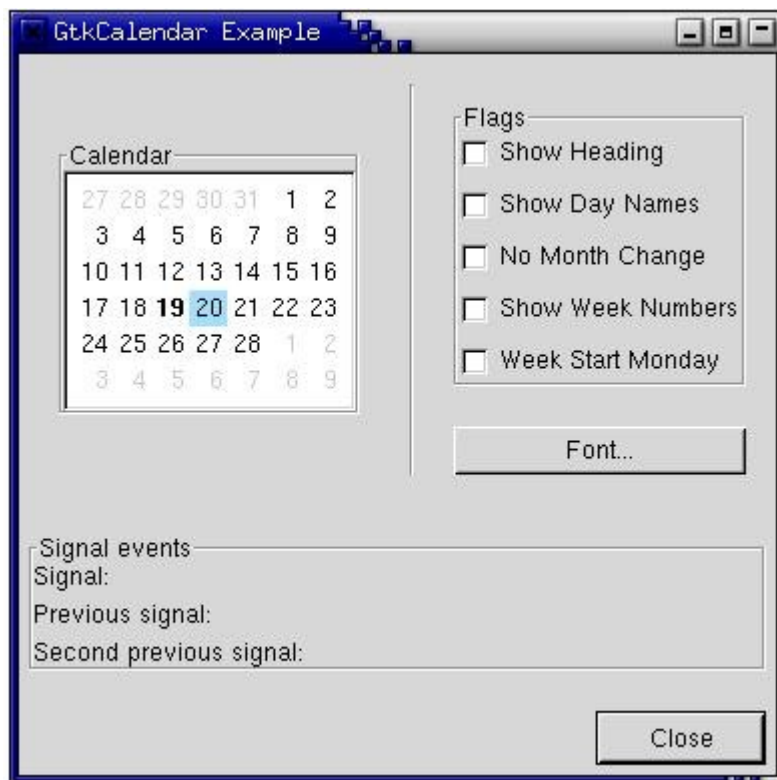 GtkCalendar Example
Calendar
27 28 29 30 31 1 2
3 4 5 6 7 8 9
10 11 12 13 14 15 16
17 18 19 20 21 22 23
24 25 26 27 28 1 2
3 4 5 6 7 8 9
Flags
Show Heading
Show Day Names
No Month Change
Show Week Numbers
Week Start Monday
Font...
Signal events
Signal:
Previous signal:
Second previous signal:
Close